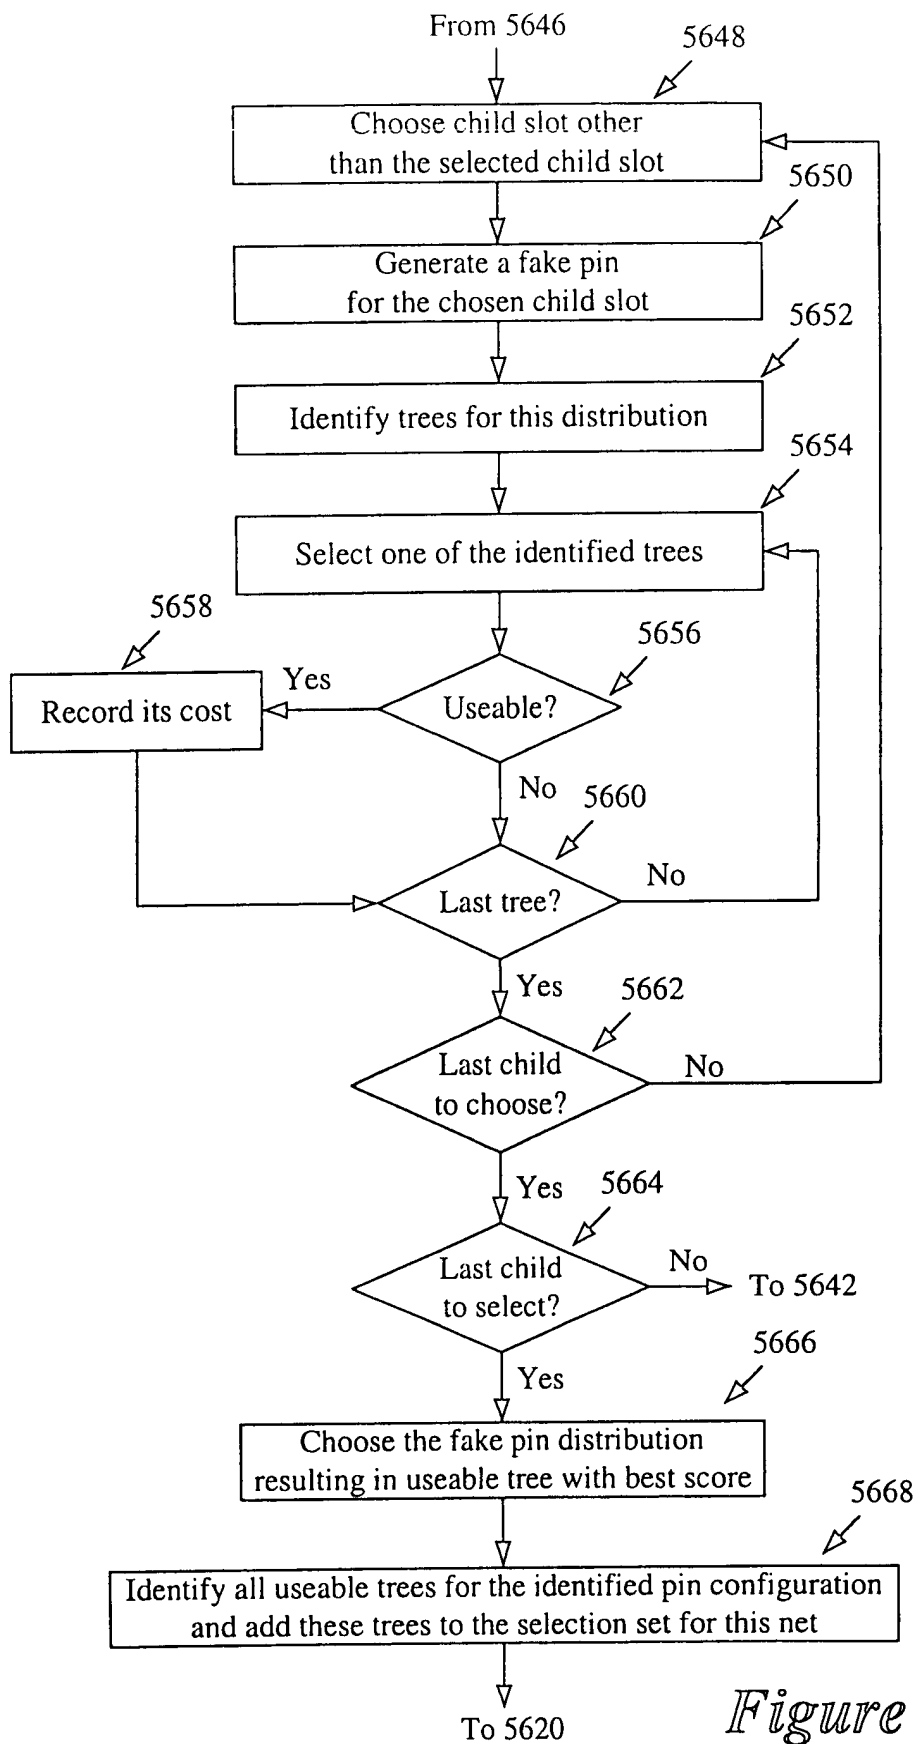 From 5646
5648
Choose child slot other
than the selected child slot
5650
Generate a fake pin
for the chosen child slot
5652
Identify trees for this distribution
5654
Select one of the identified trees
5658
5656
Yes
Record its cost
Useable?
No
5660
Last tree?
No
Yes
5662
Last child
to choose?
No
Yes
5664
Last child
to select?
No
To 5642
5666
Yes
Choose the fake pin distribution
resulting in useable tree with best score
5668
Identify all useable trees for the identified pin configuration
and add these trees to the selection set for this net
To 5620
Figure